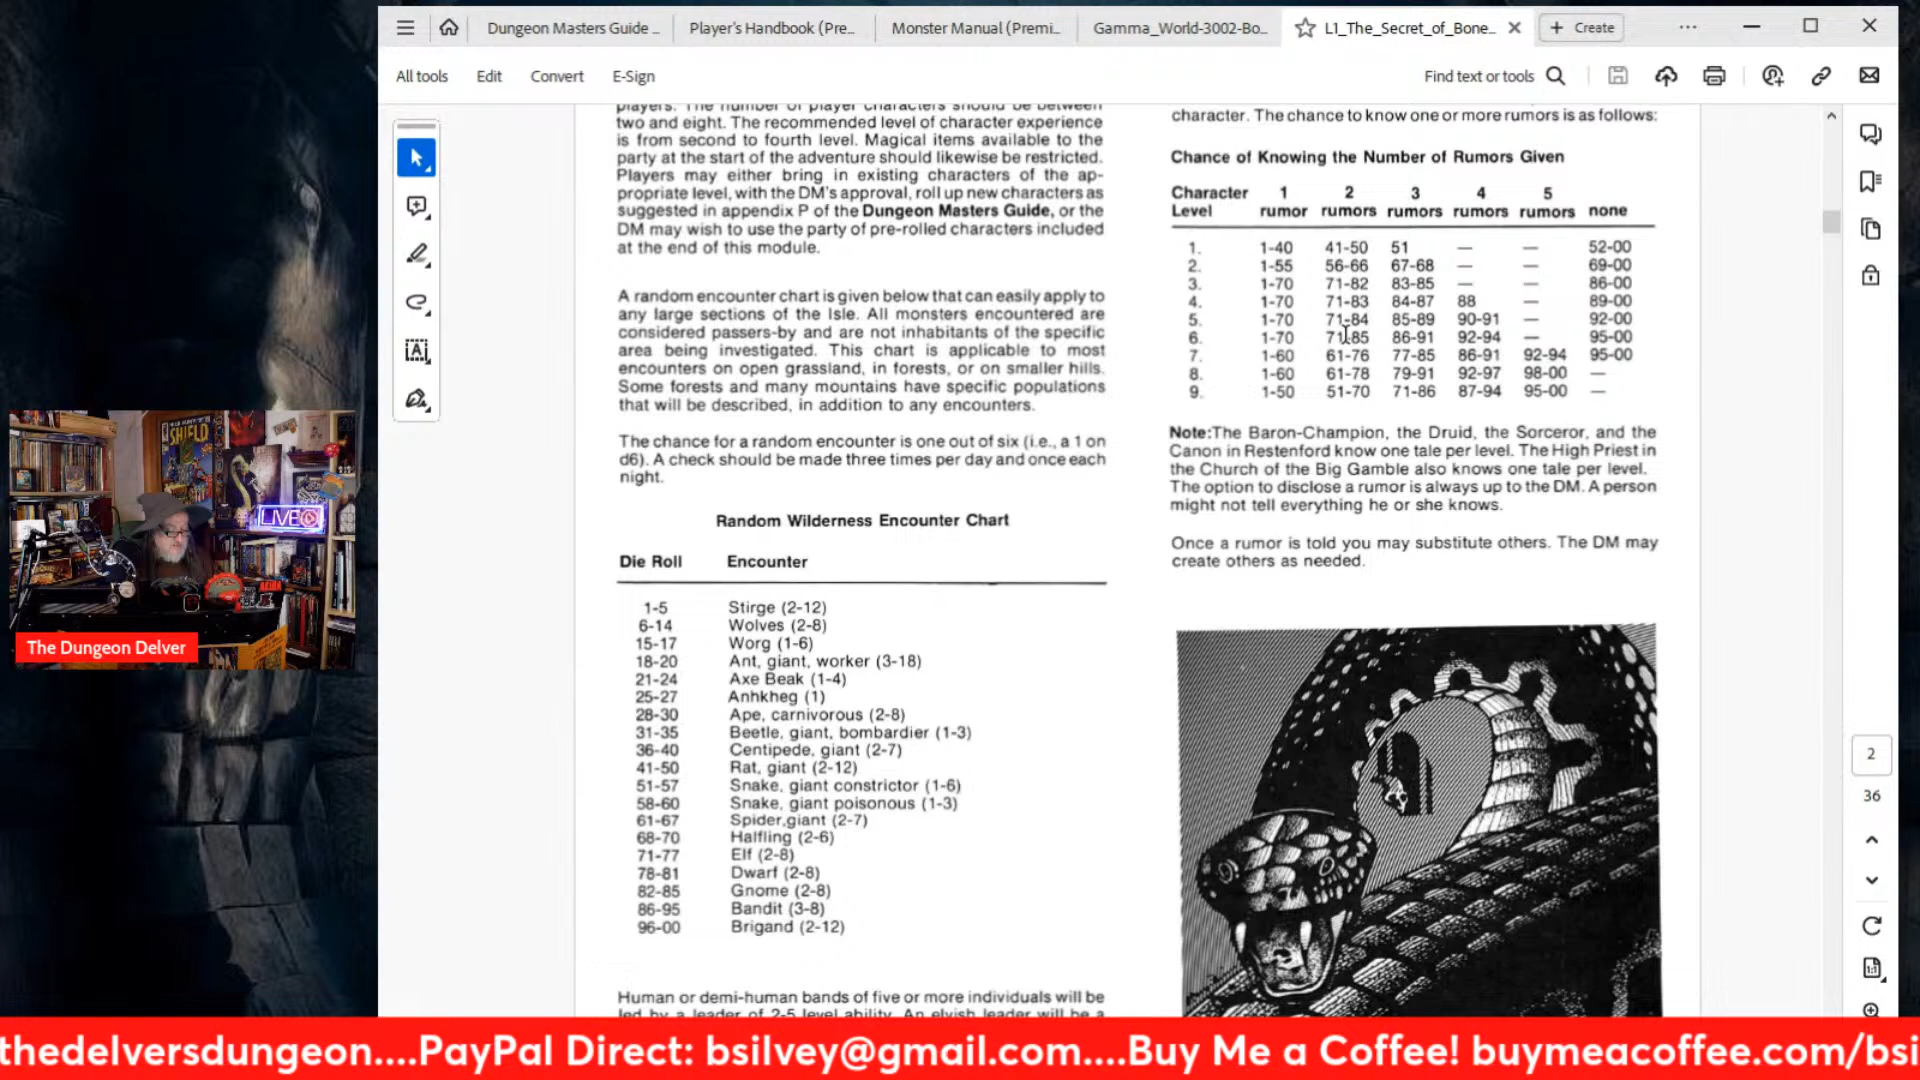 Dungeon Masters Guide ...
Player's Handbook (Pre...
Monster Manual (Premi...
Gamma_World-3002-Bo...
L1_The_Secret_of_Bone...
Create
All tools
Edit
Convert
E-Sign
Find text or tools
players. The number of player characters should be between
two and eight. The recommended level of character experience
is from second to fourth level. Magical items available to the
party at the start of the adventure should likewise be restricted.
Players may either bring in existing characters of the ap-
propriate level, with the DM's approval, roll up new characters as
suggested in appendix P of the Dungeon Masters Guide, or the
DM may wish to use the party of pre-rolled characters included
at the end of this module.
A random encounter chart is given below that can easily apply to
any large sections of the Isle. All monsters encountered are
considered passers-by and are not inhabitants of the specific
area being investigated. This chart is applicable to most
encounters on open grassland, in forests, or on smaller hills.
Some forests and many mountains have specific populations
that will be described, in addition to any encounters.
The chance for a random encounter is one out of six (i.e., a 1 on
d6). A check should be made three times per day and once each
night.
Random Wilderness Encounter Chart
Die Roll Encounter
1-5 Stirge (2-12)
6-14 Wolves (2-8)
15-17 Worg (1-6)
18-20 Ant, giant, worker (3-18)
21-24 Axe Beak (1-4)
25-27 Anhkheg (1)
28-30 Ape, carnivorous (2-8)
31-35 Beetle, giant, bombardier (1-3)
36-40 Centipede, giant (2-7)
41-50 Rat, giant (2-12)
51-57 Snake, giant constrictor (1-6)
58-60 Snake, giant poisonous (1-3)
61-67 Spider,giant (2-7)
68-70 Halfling (2-6)
71-77 Elf (2-8)
78-81 Dwarf (2-8)
82-85 Gnome (2-8)
86-95 Bandit (3-8)
96-00 Brigand (2-12)
Human or demi-human bands of five or more individuals will be
led by a leader of 2-5 level ability. An elvish leader will be a
character. The chance to know one or more rumors is as follows:
Chance of Knowing the Number of Rumors Given
Character 1 2 3 4 5
Level rumor rumors rumors rumors rumors none
1. 1-40 41-50 51 — — 52-00
2. 1-55 56-66 67-68 — — 69-00
3. 1-70 71-82 83-85 — — 86-00
4. 1-70 71-83 84-87 88 — 89-00
5. 1-70 71-84 85-89 90-91 — 92-00
6. 1-70 71-85 86-91 92-94 — 95-00
7. 1-60 61-76 77-85 86-91 92-94 95-00
8. 1-60 61-78 79-91 92-97 98-00 —
9. 1-50 51-70 71-86 87-94 95-00 —
Note:The Baron-Champion, the Druid, the Sorceror, and the
Canon in Restenford know one tale per level. The High Priest in
the Church of the Big Gamble also knows one tale per level.
The option to disclose a rumor is always up to the DM. A person
might not tell everything he or she knows.
Once a rumor is told you may substitute others. The DM may
create others as needed.
2
36
SHIELD
LIVE
The Dungeon Delver
thedelversdungeon....PayPal Direct: bsilvey@gmail.com....Buy Me a Coffee! buymeacoffee.com/bsi